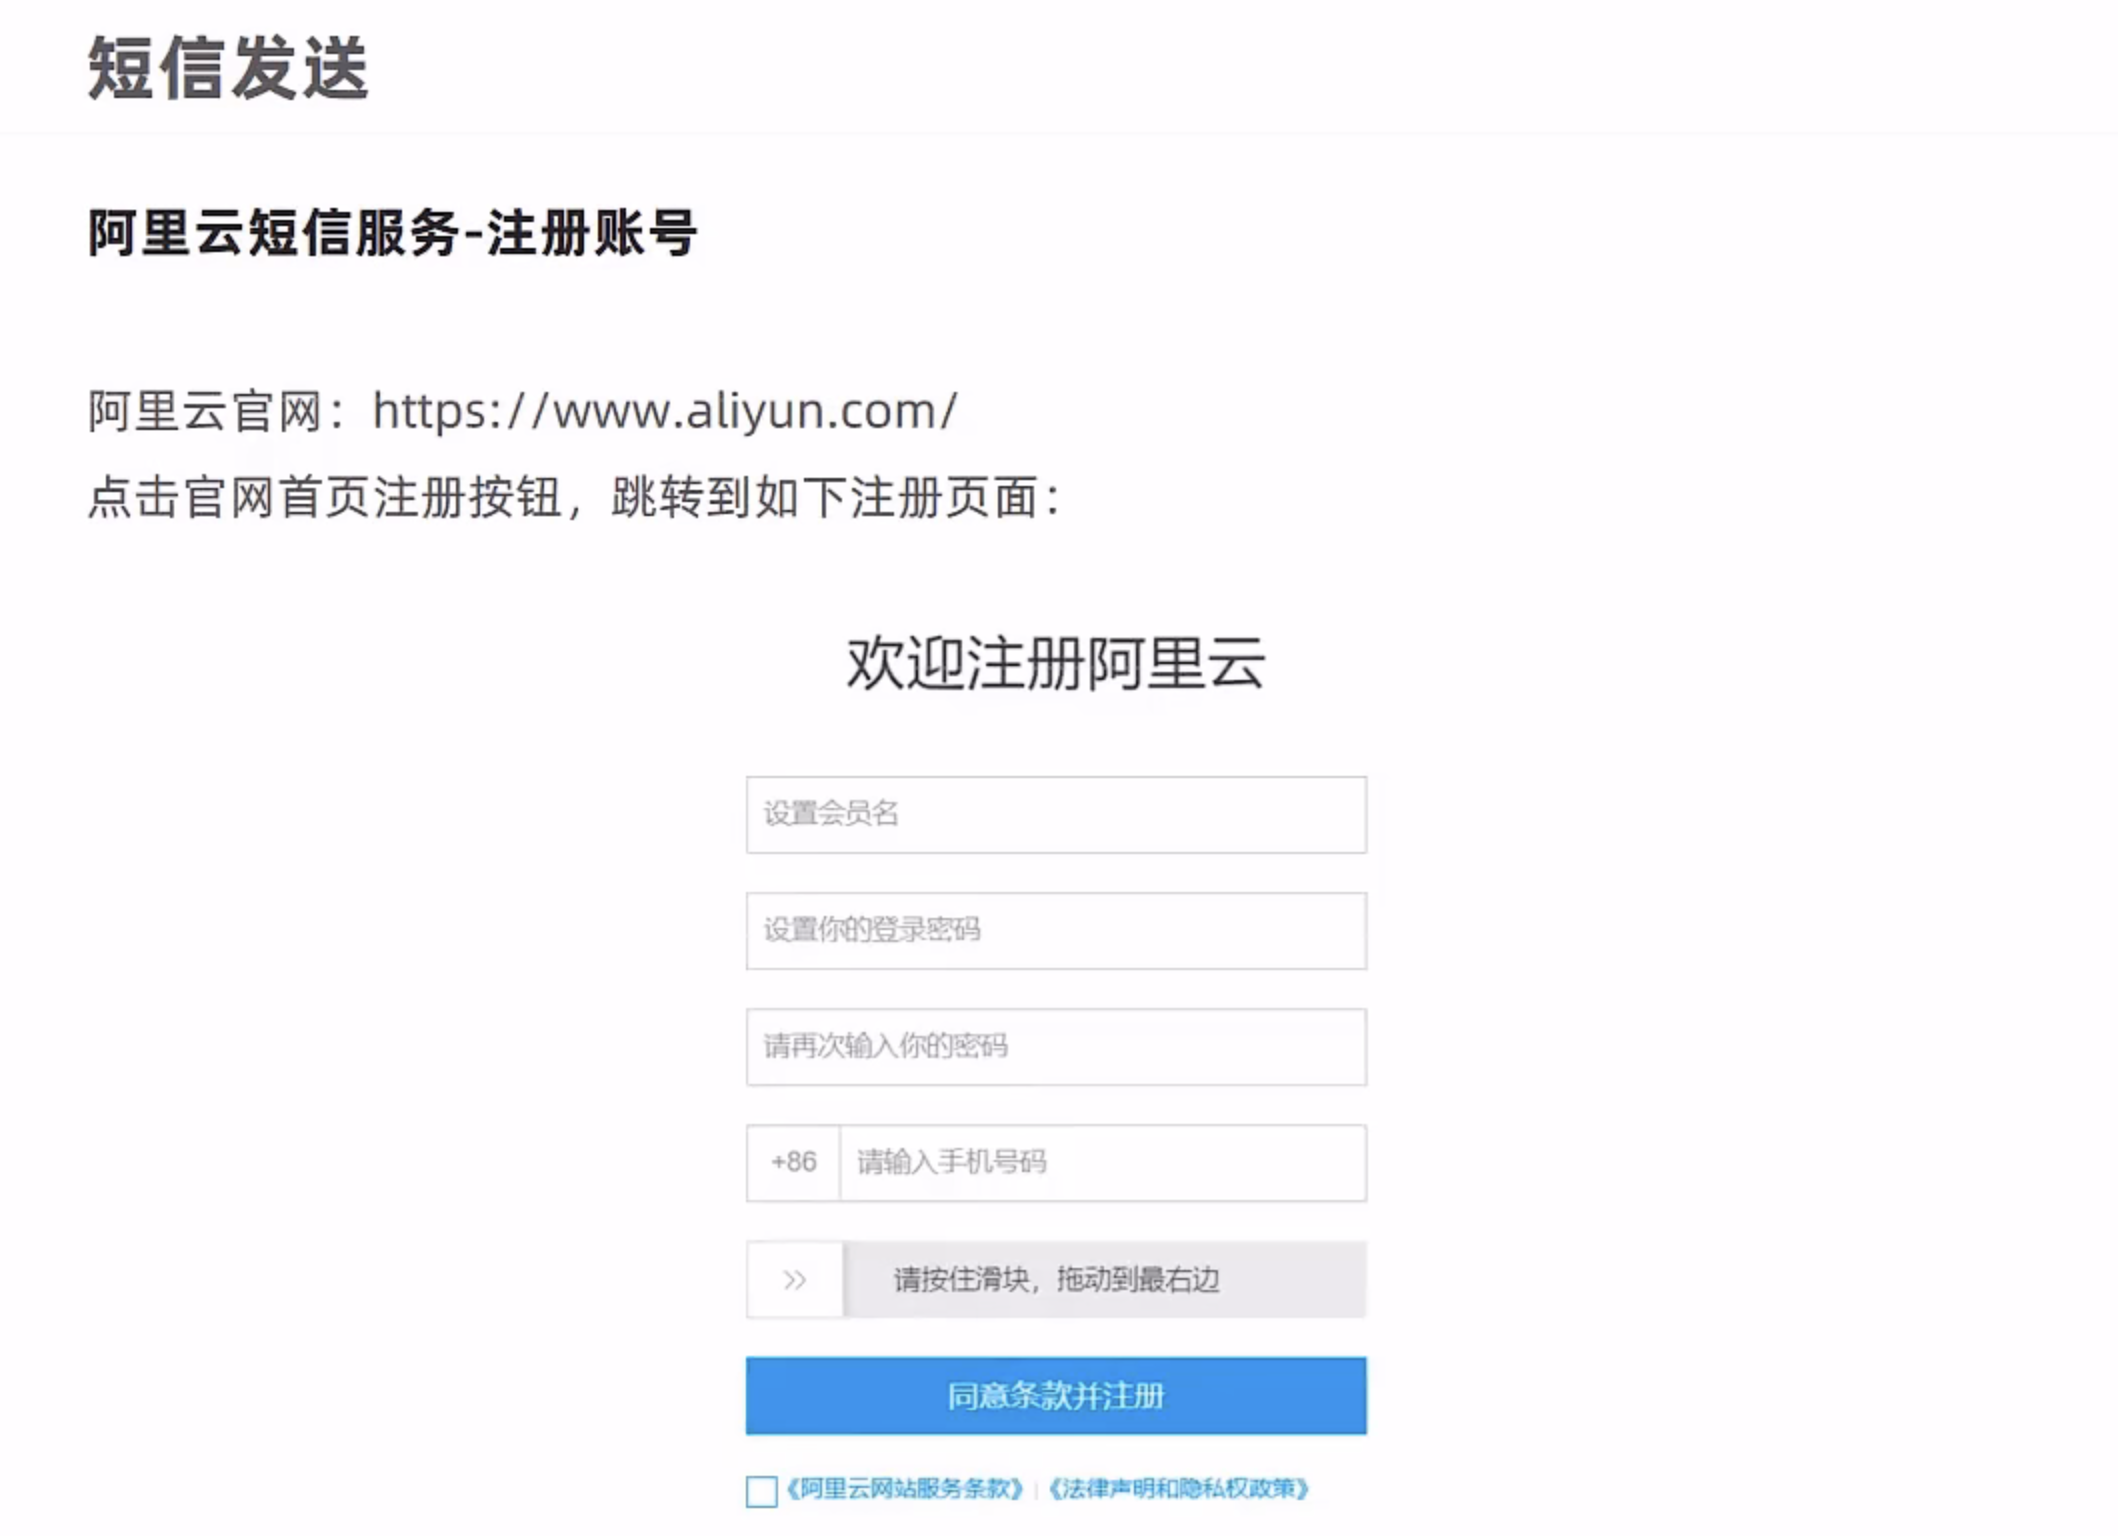 短信发送
阿里云短信服务-注册账号
阿里云官网：https://www.aliyun.com/
点击官网首页注册按钮，跳转到如下注册页面：
欢迎注册阿里云
设置会员名
设置你的登录密码
请再次输入你的密码
+86 请输入手机号码
>> 请按住滑块，拖动到最右边
同意条款并注册
《阿里云网站服务条款》 | 《法律声明和隐私权政策》